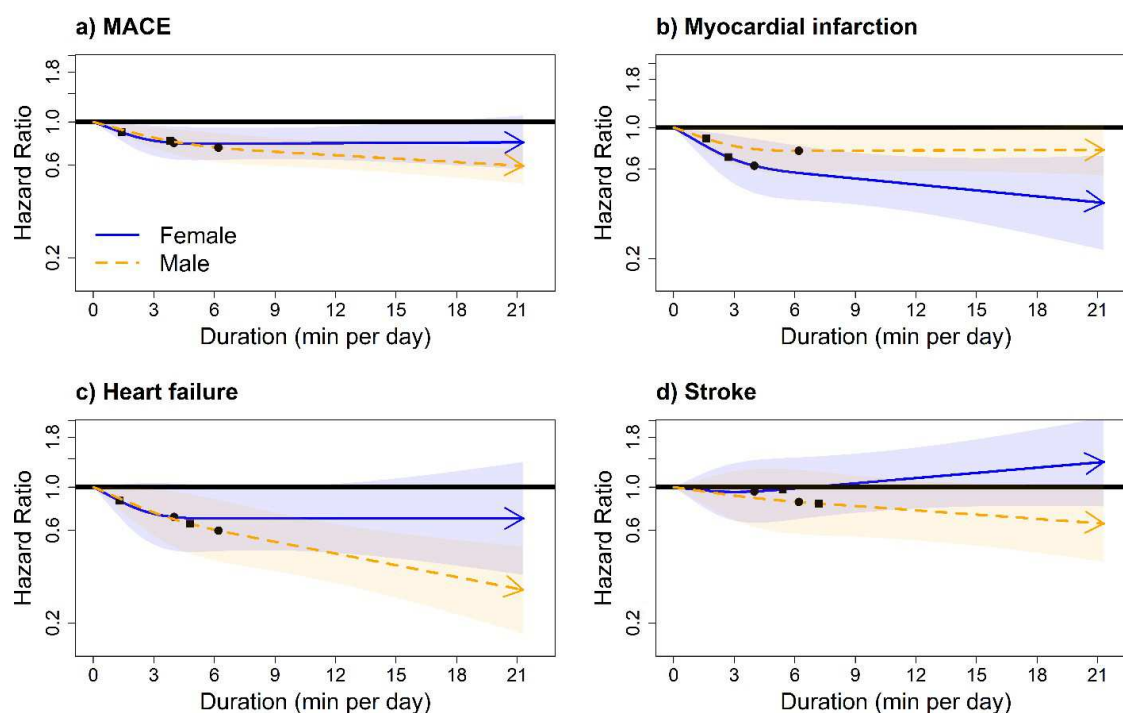 a) MACE
Hazard Ratio
1.8
1.0
0.6
0.2
Female
Male
0 3 6 9 12 15 18 21
Duration (min per day)
b) Myocardial infarction
Hazard Ratio
1.8
1.0
0.6
0.2
0 3 6 9 12 15 18 21
Duration (min per day)
c) Heart failure
Hazard Ratio
1.8
1.0
0.6
0.2
0 3 6 9 12 15 18 21
Duration (min per day)
d) Stroke
Hazard Ratio
1.8
1.0
0.6
0.2
0 3 6 9 12 15 18 21
Duration (min per day)